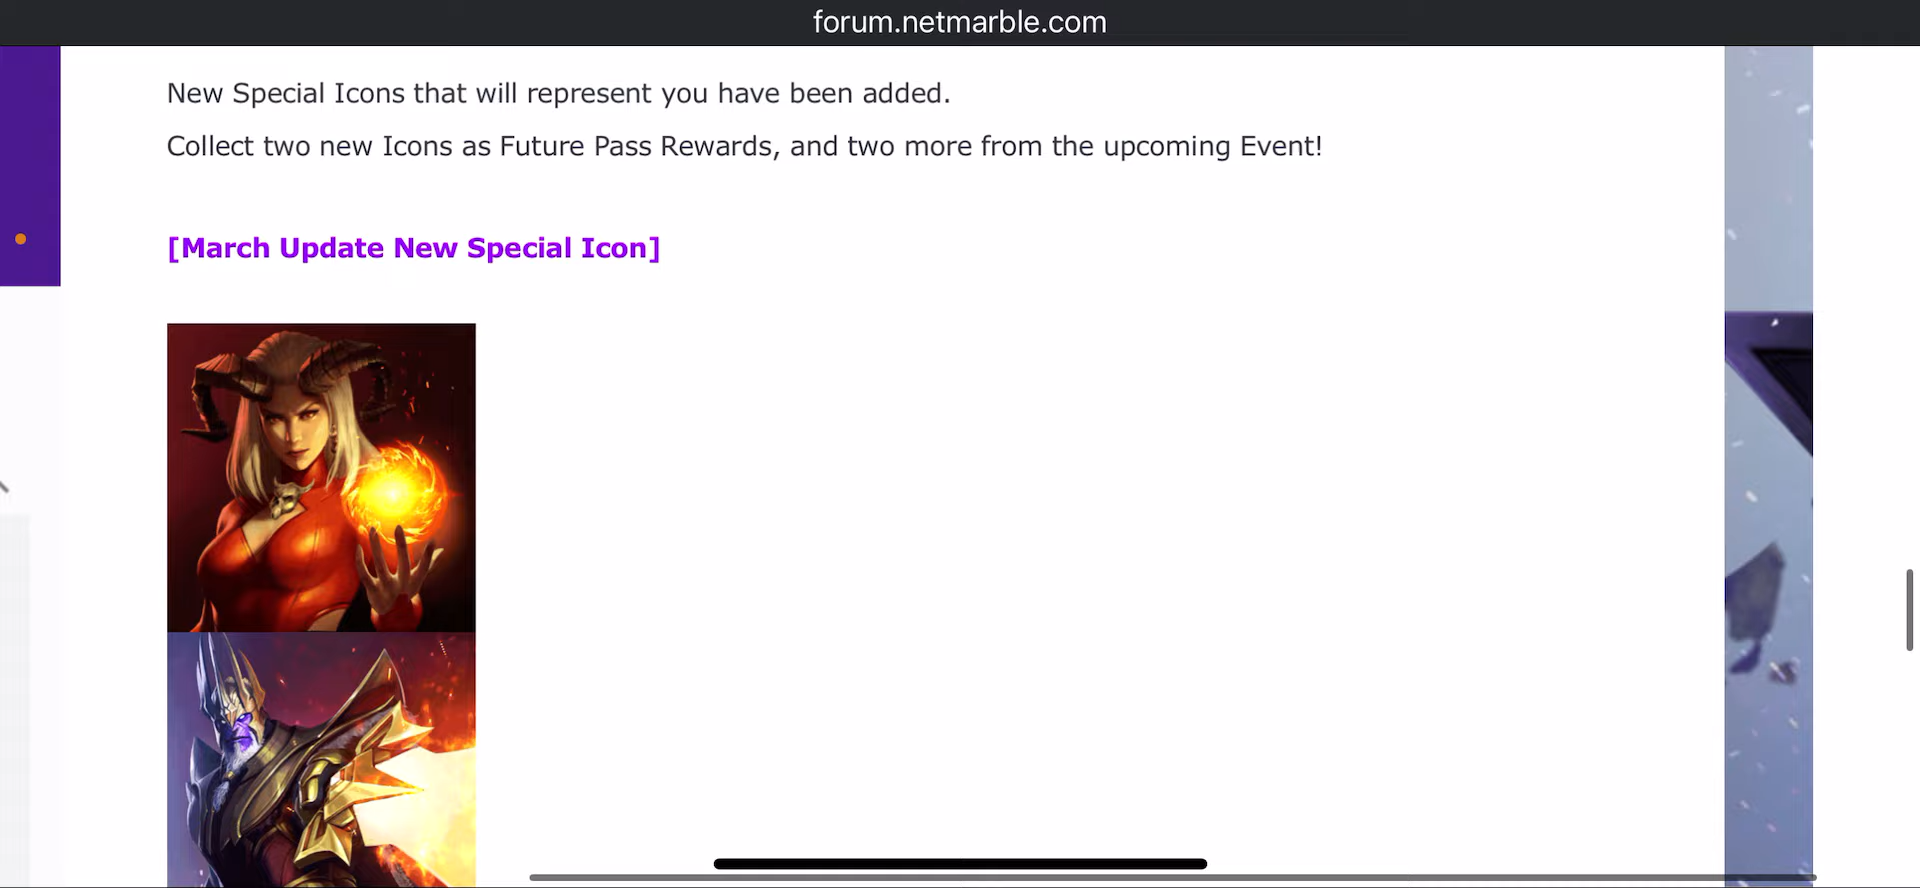 forum.netmarble.com
New Special Icons that will represent you have been added.
Collect two new Icons as Future Pass Rewards, and two more from the upcoming Event!
[March Update New Special Icon]